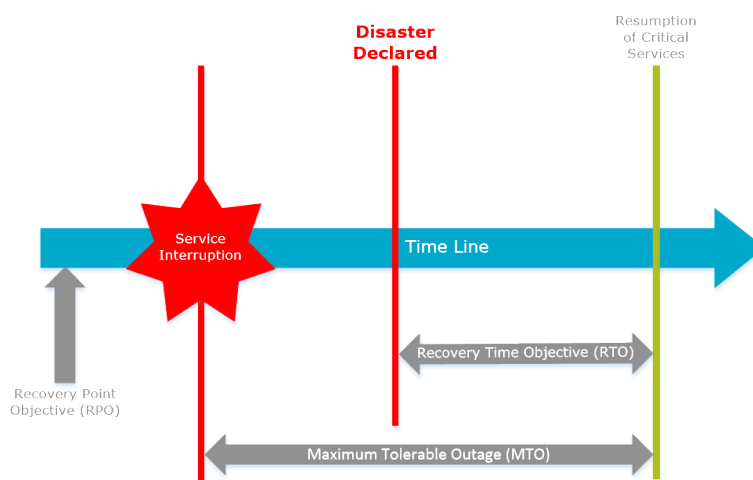 Disaster
Declared
Resumption
of Critical
Services
Service
Interruption
Time Line
Recovery Time Objective (RTO)
Recovery Point
Objective (RPO)
Maximum Tolerable Outage (MTO)